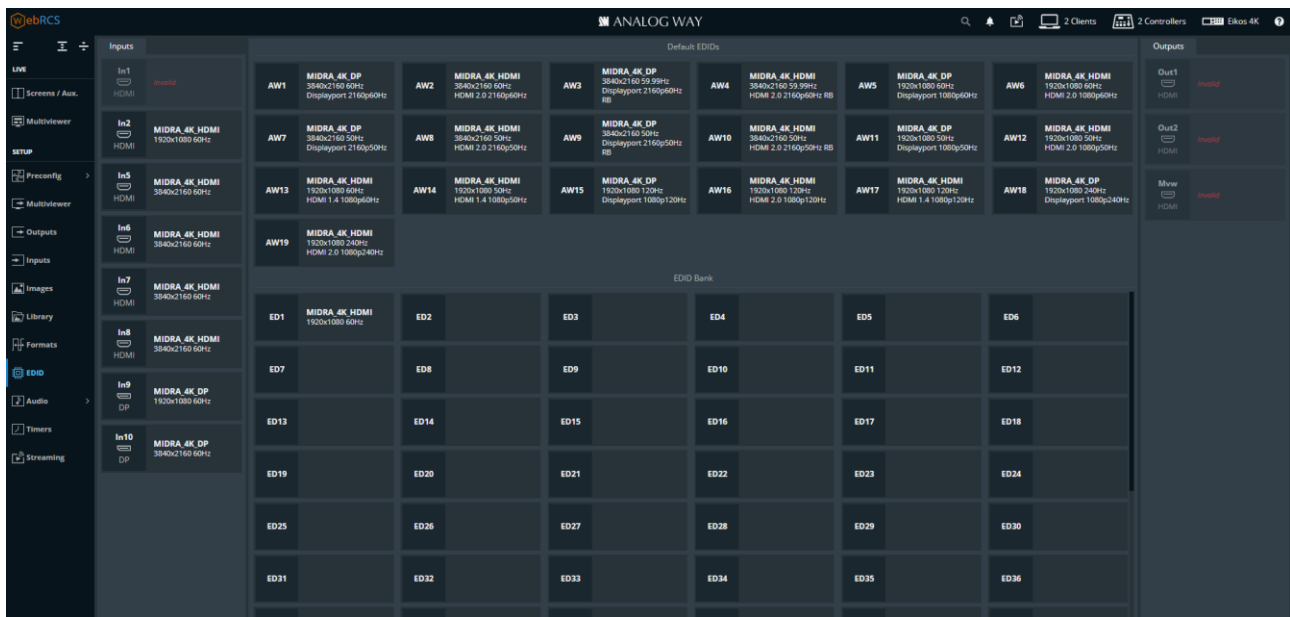 WebRCS
ANALOG WAY
2 Clients
2 Controllers
Eikos 4K
LIVE
Screens / Aux.
Multiviewer
SETUP
Preconfig
Multiviewer
Outputs
Inputs
Images
Library
Formats
EDID
Audio
Timers
Streaming
Inputs
In1
HDMI
Invalid
In2
HDMI
MIDRA_4K_HDMI
1920x1080 60Hz
In5
HDMI
MIDRA_4K_HDMI
3840x2160 60Hz
In6
HDMI
MIDRA_4K_HDMI
3840x2160 60Hz
In7
HDMI
MIDRA_4K_HDMI
3840x2160 60Hz
In8
HDMI
MIDRA_4K_HDMI
3840x2160 60Hz
In9
DP
MIDRA_4K_DP
1920x1080 60Hz
In10
DP
MIDRA_4K_DP
3840x2160 60Hz
Default EDIDs
AW1
MIDRA_4K_DP
3840x2160 60Hz
Displayport 2160p60Hz
AW2
MIDRA_4K_HDMI
3840x2160 60Hz
HDMI 2.0 2160p60Hz
AW3
MIDRA_4K_DP
3840x2160 59.99Hz
Displayport 2160p60Hz
RB
AW4
MIDRA_4K_HDMI
3840x2160 59.99Hz
HDMI 2.0 2160p60Hz RB
AW5
MIDRA_4K_DP
1920x1080 60Hz
Displayport 1080p60Hz
AW6
MIDRA_4K_HDMI
1920x1080 60Hz
HDMI 2.0 1080p60Hz
AW7
MIDRA_4K_DP
3840x2160 50Hz
Displayport 2160p50Hz
AW8
MIDRA_4K_HDMI
3840x2160 50Hz
HDMI 2.0 2160p50Hz
AW9
MIDRA_4K_DP
3840x2160 50Hz
Displayport 2160p50Hz
RB
AW10
MIDRA_4K_HDMI
3840x2160 50Hz
HDMI 2.0 2160p50Hz RB
AW11
MIDRA_4K_DP
1920x1080 50Hz
Displayport 1080p50Hz
AW12
MIDRA_4K_HDMI
1920x1080 50Hz
HDMI 2.0 1080p50Hz
AW13
MIDRA_4K_HDMI
1920x1080 60Hz
HDMI 1.4 1080p60Hz
AW14
MIDRA_4K_HDMI
1920x1080 50Hz
HDMI 1.4 1080p50Hz
AW15
MIDRA_4K_DP
1920x1080 120Hz
Displayport 1080p120Hz
AW16
MIDRA_4K_HDMI
1920x1080 120Hz
HDMI 2.0 1080p120Hz
AW17
MIDRA_4K_HDMI
1920x1080 120Hz
HDMI 1.4 1080p120Hz
AW18
MIDRA_4K_DP
1920x1080 240Hz
Displayport 1080p240Hz
AW19
MIDRA_4K_HDMI
1920x1080 240Hz
HDMI 2.0 1080p240Hz
EDID Bank
ED1
MIDRA_4K_HDMI
1920x1080 60Hz
ED2
ED3
ED4
ED5
ED6
ED7
ED8
ED9
ED10
ED11
ED12
ED13
ED14
ED15
ED16
ED17
ED18
ED19
ED20
ED21
ED22
ED23
ED24
ED25
ED26
ED27
ED28
ED29
ED30
ED31
ED32
ED33
ED34
ED35
ED36
Outputs
Out1
HDMI
Invalid
Out2
HDMI
Invalid
Mvw
HDMI
Invalid